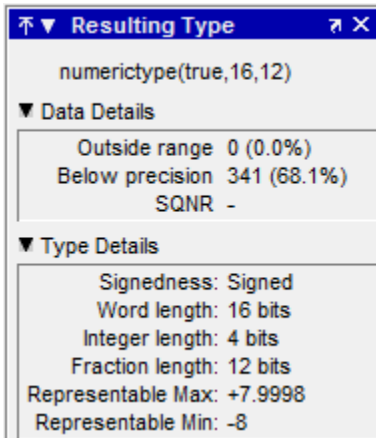 Resulting Type
numerictype(true,16,12)
Data Details
Outside range 0 (0.0%)
Below precision 341 (68.1%)
SQNR -
Type Details
Signedness: Signed
Word length: 16 bits
Integer length: 4 bits
Fraction length: 12 bits
Representable Max: +7.9998
Representable Min: -8